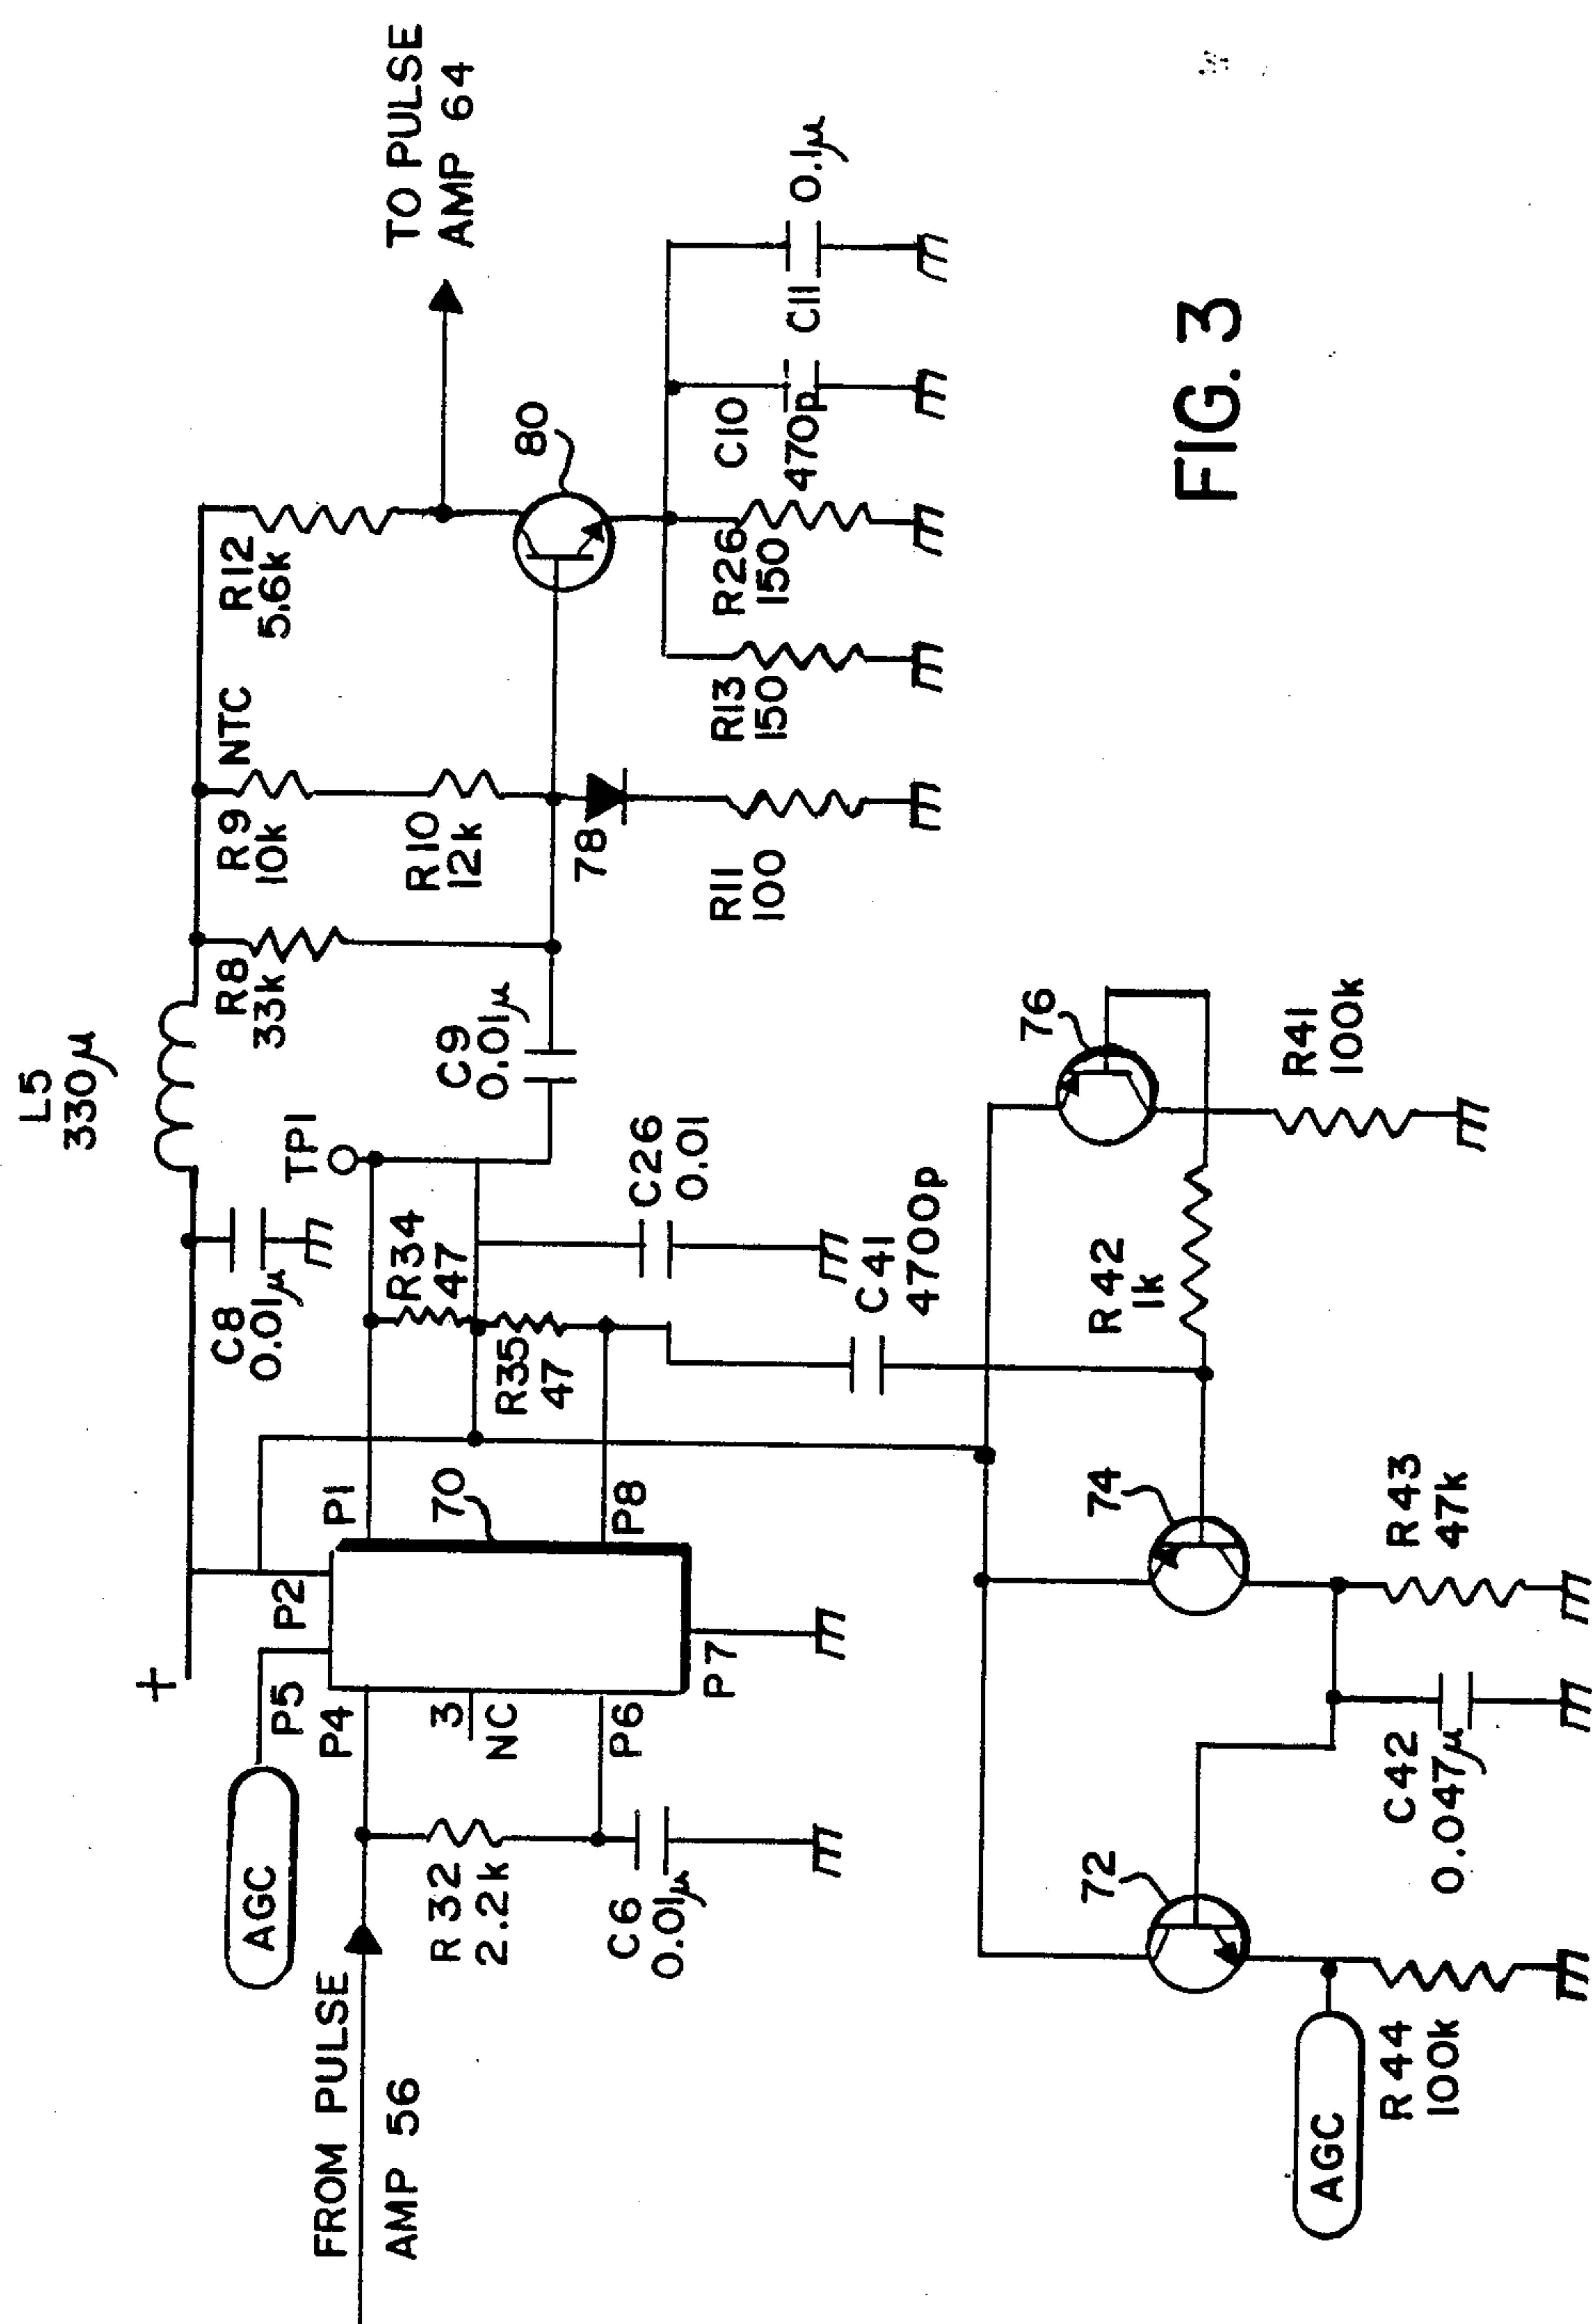 L5
330µ
C8
0.01µ
+
TP1
R8
33k
R9
10k
NTC
R12
5.6k
TO PULSE
AMP 64
R34
47
R35
47
C9
0.01µ
R10
12k
78
80
AGC
P5
P2
P4
P1
70
3
NC
P6
P8
P7
FROM PULSE
AMP 56
R32
2.2k
C6
0.01µ
C26
0.01
C41
4700p
R11
100
R13
150
R26
150
C10
470p
C11
0.1µ
72
74
76
R42
1k
R41
100k
R43
47k
C42
0.047µ
R44
100k
AGC
FIG. 3